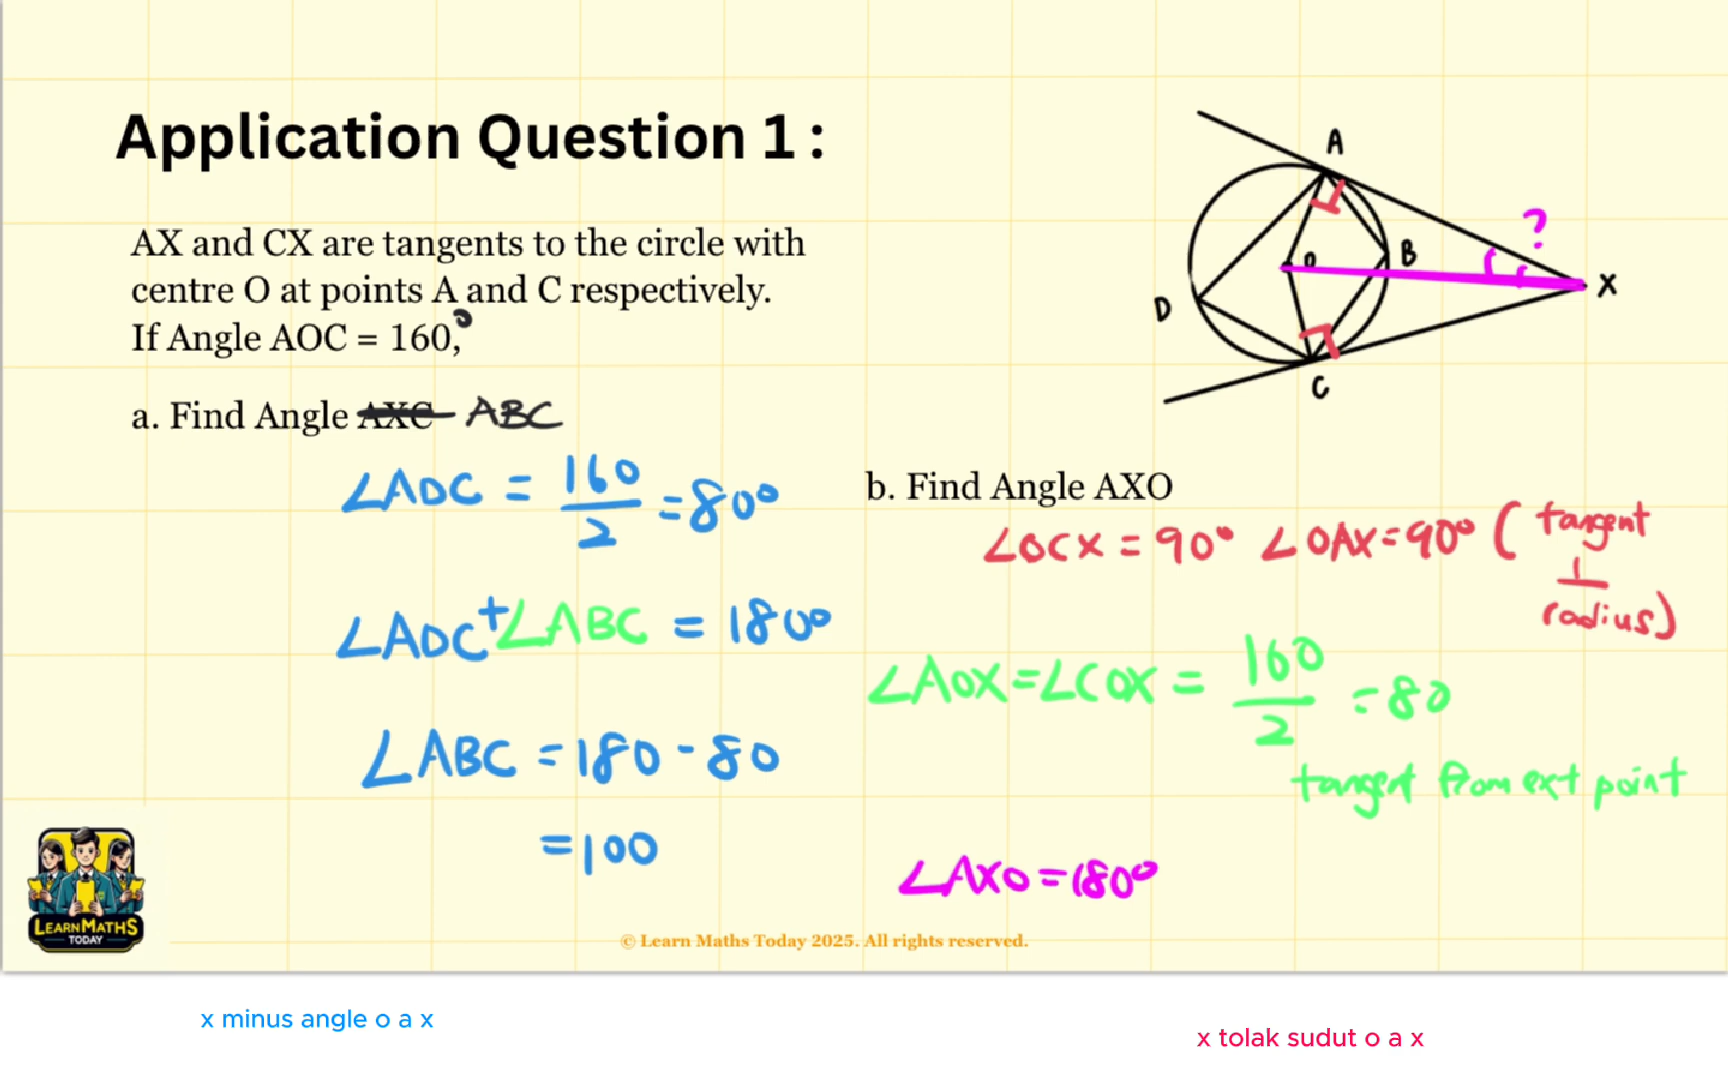 Application Question 1 :
AX and CX are tangents to the circle with
centre O at points A and C respectively.
If Angle AOC = 160,°
a. Find Angle AXC ABC
∠ADC = 160/2 = 80°
∠ADC + ∠ABC = 180°
∠ABC = 180 - 80
= 100
A
B
O
D
C
X
?
b. Find Angle AXO
∠OCX = 90° ∠OAX = 90° ( tangent
⊥
radius)
∠AOX = ∠COX = 160/2 = 80
tangent from ext point
∠AXO = 180°
LEARNMATHS
TODAY
© Learn Maths Today 2025. All rights reserved.
x minus angle o a x
x tolak sudut o a x